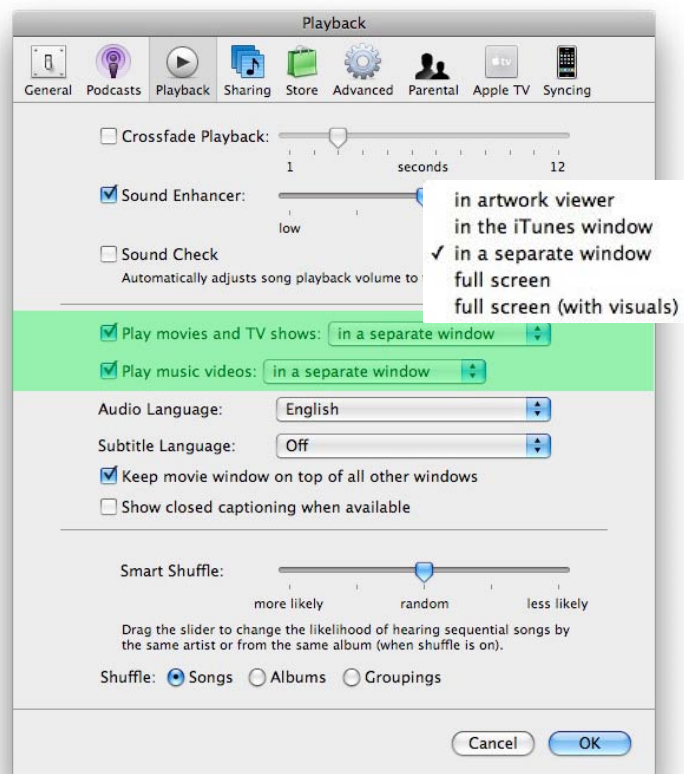 Playback
General Podcasts Playback Sharing Store Advanced Parental Apple TV Syncing
Crossfade Playback:
1 seconds 12
Sound Enhancer:
low
in artwork viewer
in the iTunes window
✓ in a separate window
full screen
full screen (with visuals)
Sound Check
Automatically adjusts song playback volume to
Play movies and TV shows: in a separate window
Play music videos: in a separate window
Audio Language: English
Subtitle Language: Off
Keep movie window on top of all other windows
Show closed captioning when available
Smart Shuffle:
more likely random less likely
Drag the slider to change the likelihood of hearing sequential songs by
the same artist or from the same album (when shuffle is on).
Shuffle: Songs Albums Groupings
Cancel OK